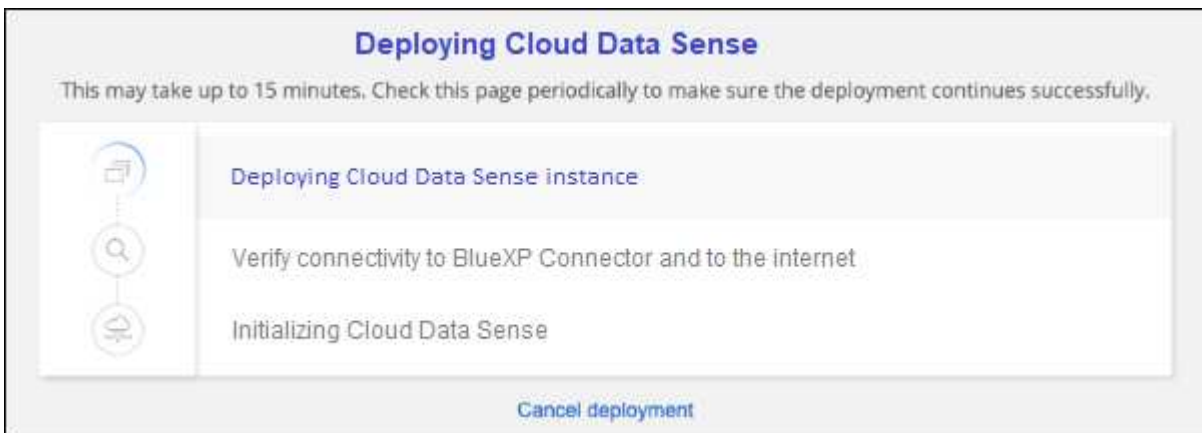 Deploying Cloud Data Sense
This may take up to 15 minutes. Check this page periodically to make sure the deployment continues successfully.
Deploying Cloud Data Sense instance
Verify connectivity to BlueXP Connector and to the internet
Initializing Cloud Data Sense
Cancel deployment